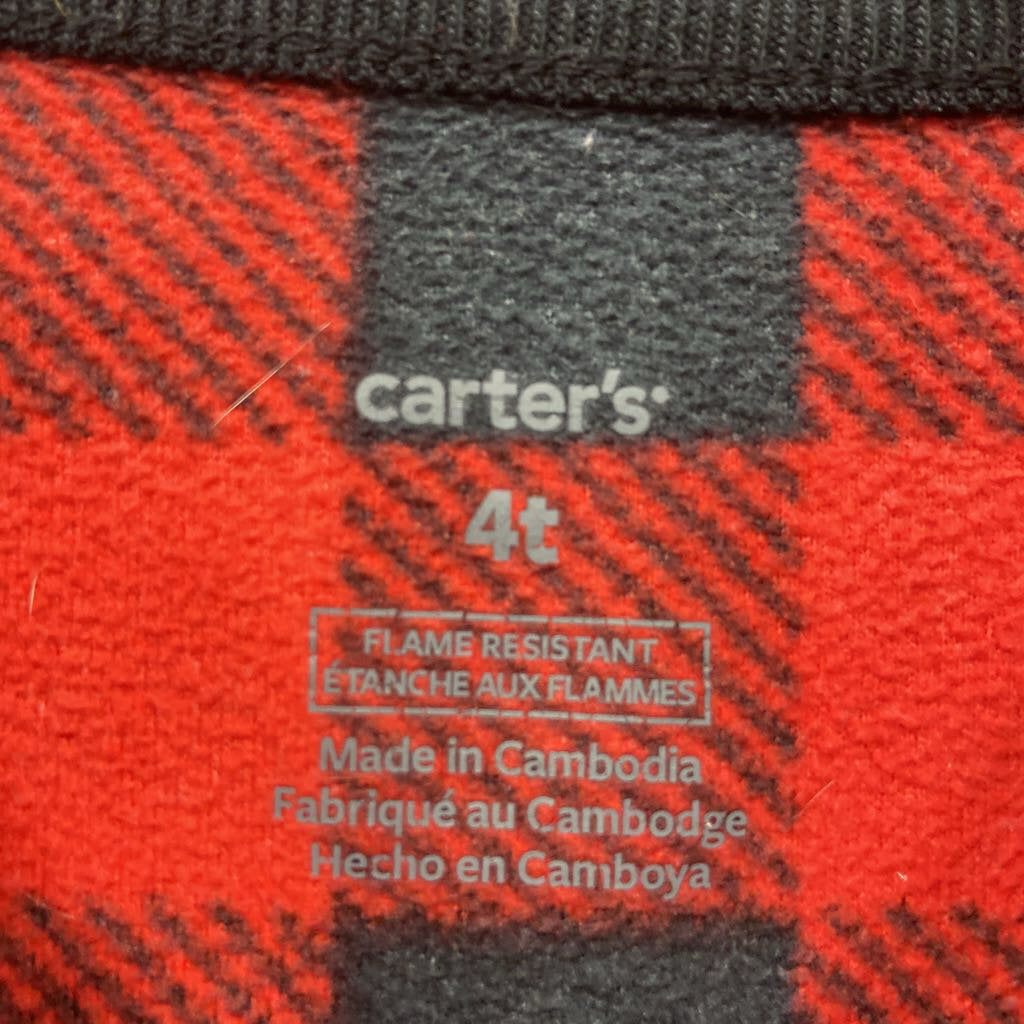 carter's
4t
FLAME RESISTANT
ÉTANCHE AUX FLAMMES
Made in Cambodia
Fabriqué au Cambodge
Hecho en Camboya